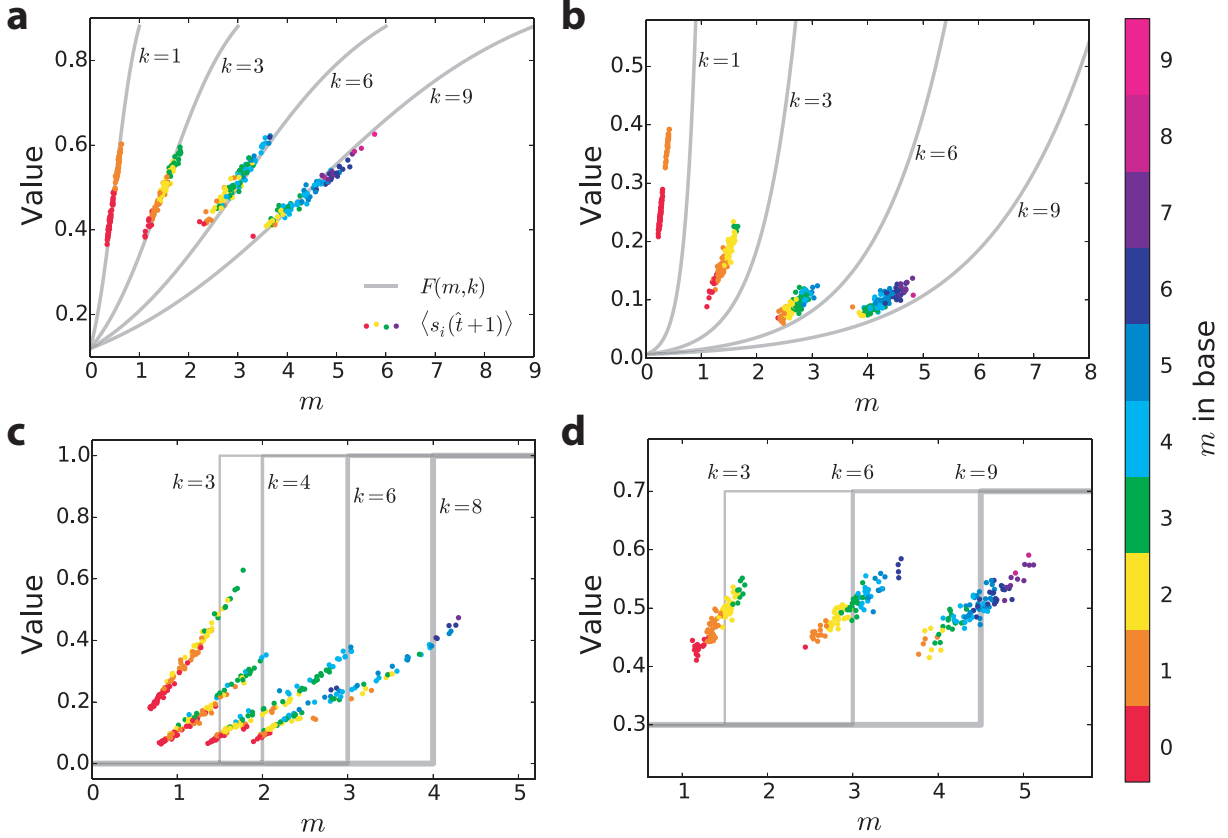 a
Value
0.8
0.6
0.4
0.2
k=1
k=3
k=6
k=9
F(m,k)
⟨s_i(t̂+1)⟩
0 1 2 3 4 5 6 7 8 9
m
b
Value
0.5
0.4
0.3
0.2
0.1
0.0
k=1
k=3
k=6
k=9
0 1 2 3 4 5 6 7 8
m
c
Value
1.0
0.8
0.6
0.4
0.2
0.0
k=3 k=4 k=6 k=8
0 1 2 3 4 5
m
d
Value
0.7
0.6
0.5
0.4
0.3
k=3 k=6 k=9
1 2 3 4 5
m
9
8
7
6
5
4
3
2
1
0
m in base